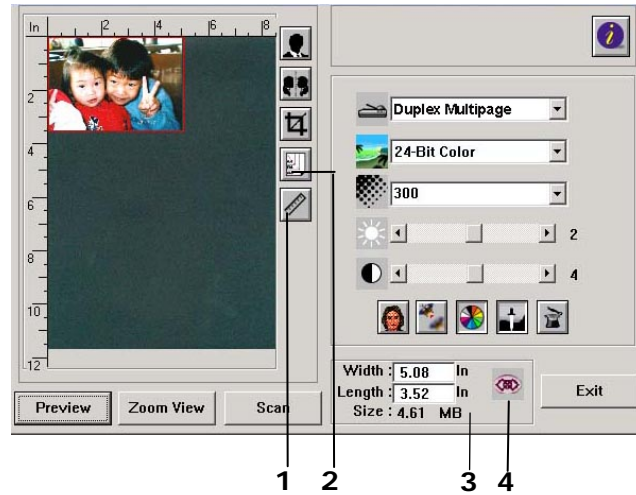 In 2 4 6 8
2
4
6
8
10
12
i
Duplex Multipage
24-Bit Color
300
2
4
Width : 5.08 In
Length : 3.52 In
Size : 4.61 MB
Preview Zoom View Scan Exit
1 2 3 4